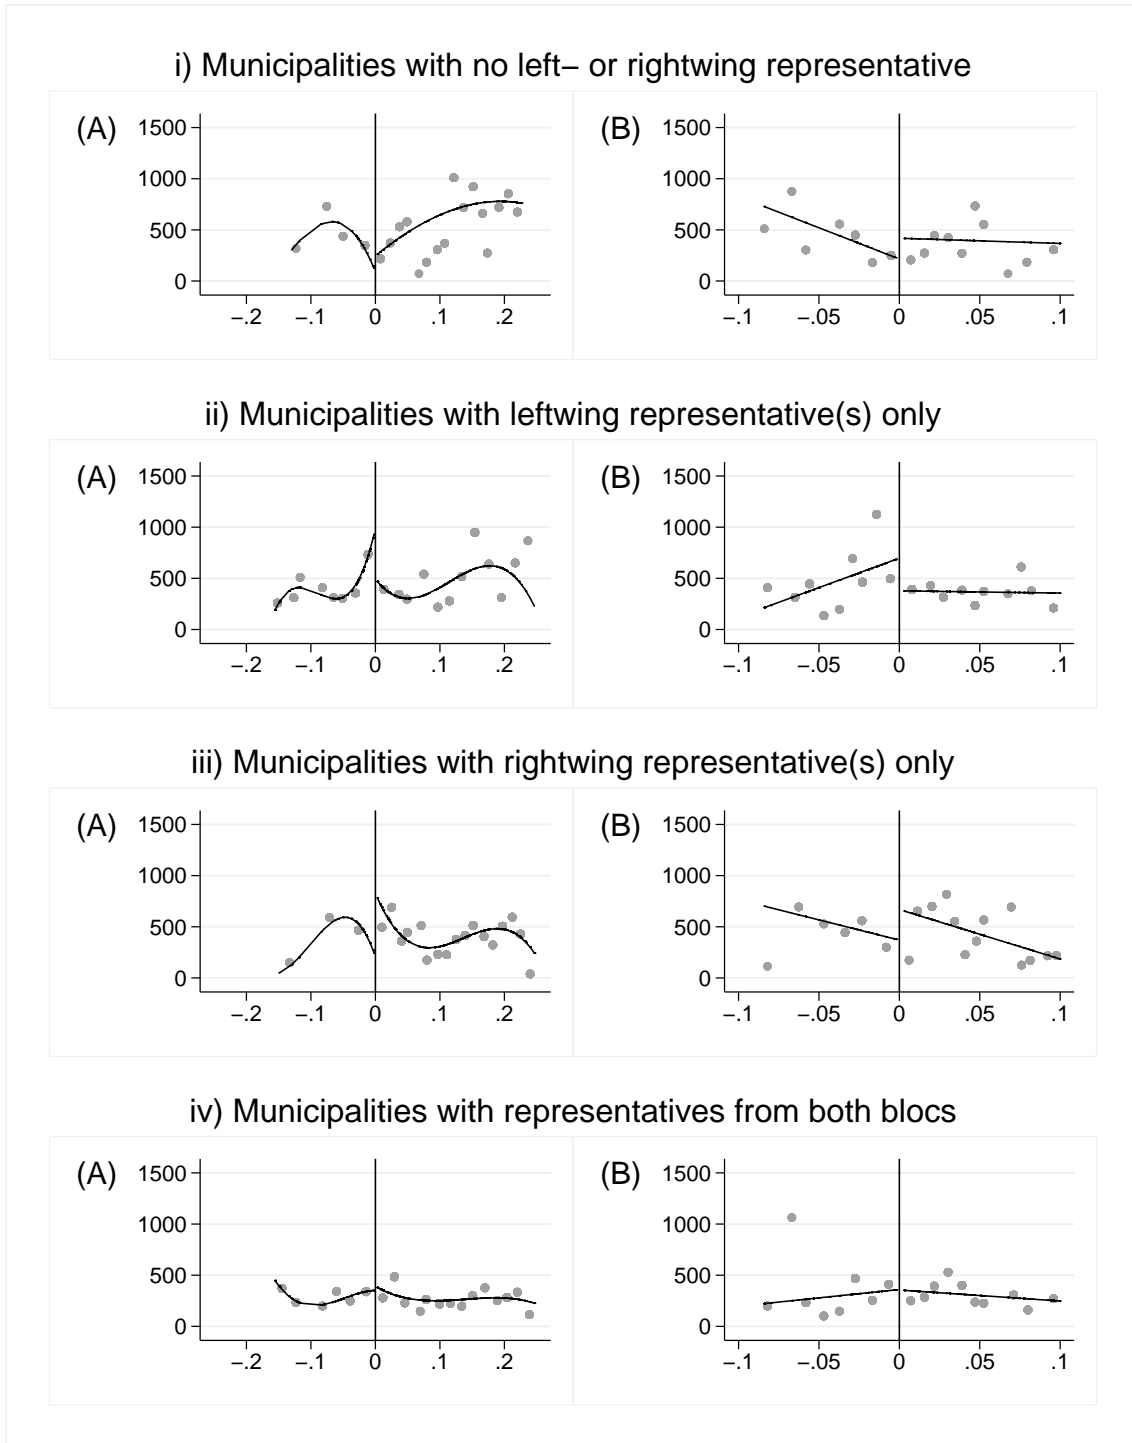 i) Municipalities with no left– or rightwing representative
(A)
1500
1000
500
0
–.2 –.1 0 .1 .2
(B)
1500
1000
500
0
–.1 –.05 0 .05 .1
ii) Municipalities with leftwing representative(s) only
(A)
1500
1000
500
0
–.2 –.1 0 .1 .2
(B)
1500
1000
500
0
–.1 –.05 0 .05 .1
iii) Municipalities with rightwing representative(s) only
(A)
1500
1000
500
0
–.2 –.1 0 .1 .2
(B)
1500
1000
500
0
–.1 –.05 0 .05 .1
iv) Municipalities with representatives from both blocs
(A)
1500
1000
500
0
–.2 –.1 0 .1 .2
(B)
1500
1000
500
0
–.1 –.05 0 .05 .1